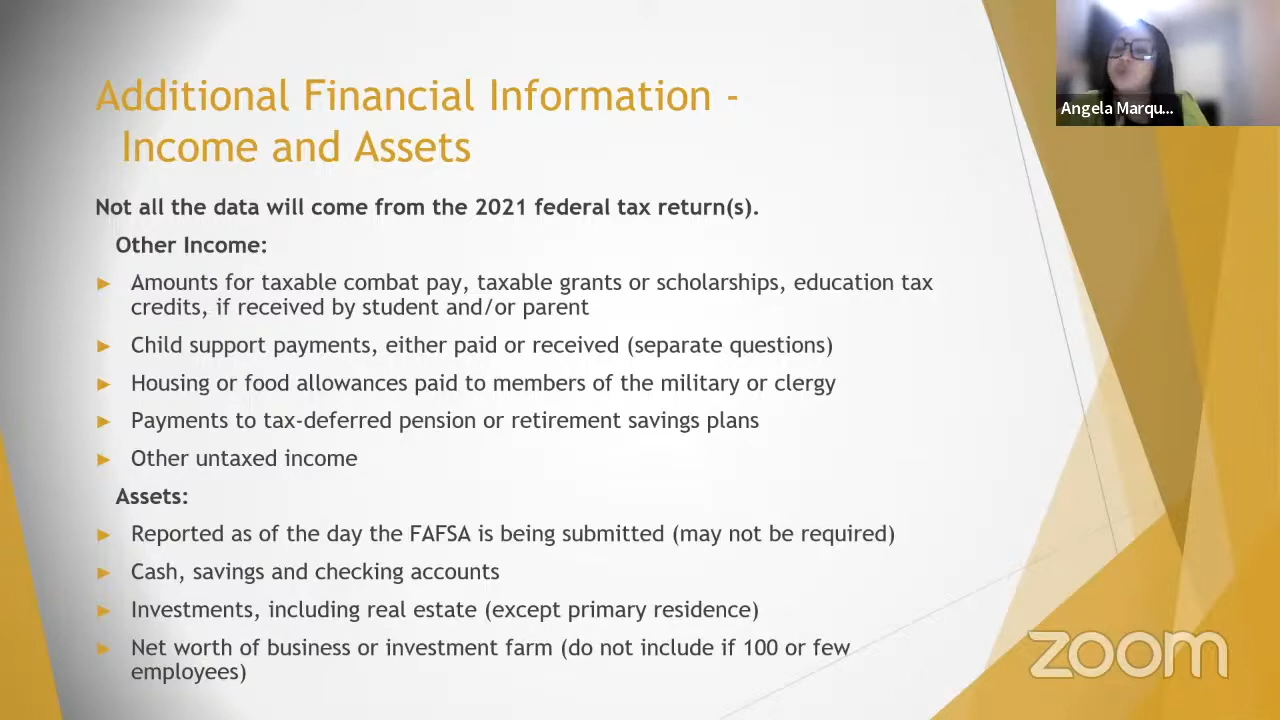 Additional Financial Information -
Income and Assets
Angela Marqu...
Not all the data will come from the 2021 federal tax return(s).
Other Income:
Amounts for taxable combat pay, taxable grants or scholarships, education tax
credits, if received by student and/or parent
Child support payments, either paid or received (separate questions)
Housing or food allowances paid to members of the military or clergy
Payments to tax-deferred pension or retirement savings plans
Other untaxed income
Assets:
Reported as of the day the FAFSA is being submitted (may not be required)
Cash, savings and checking accounts
Investments, including real estate (except primary residence)
Net worth of business or investment farm (do not include if 100 or few
employees)
zoom